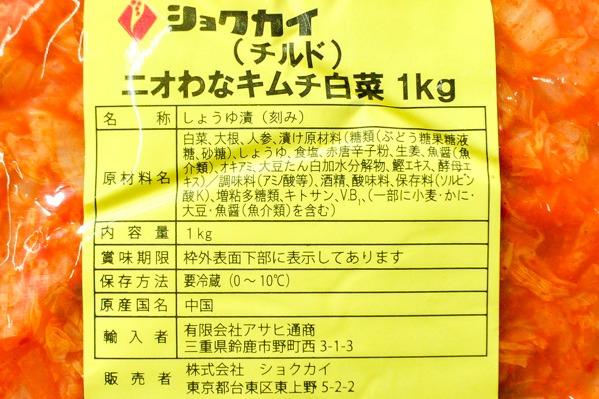 ショクカイ
(チルド)
ニオわなキムチ白菜 1kg
名称 しょうゆ漬（刻み）
白菜、大根、人参、漬け原材料(糖類(ぶどう糖果糖液
糖、砂糖)、しょうゆ、食塩、赤唐辛子粉、生姜、魚醤(魚
介類)、オキアミ、大豆たん白加水分解物、鰹エキス、酵母エ
原材料名 キス)／調味料(アミノ酸等)、酒精、酸味料、保存料(ソルビン
酸K)、増粘多糖類、キトサン、V.B₁、(一部に小麦・かに・
大豆・魚醤(魚介類)を含む)
内容量 1kg
賞味期限 枠外表面下部に表示してあります
保存方法 要冷蔵（0～10℃）
原産国名 中国
輸入者 有限会社アサヒ通商
三重県鈴鹿市野町西3-1-3
販売者 株式会社 ショクカイ
東京都台東区東上野5-2-2